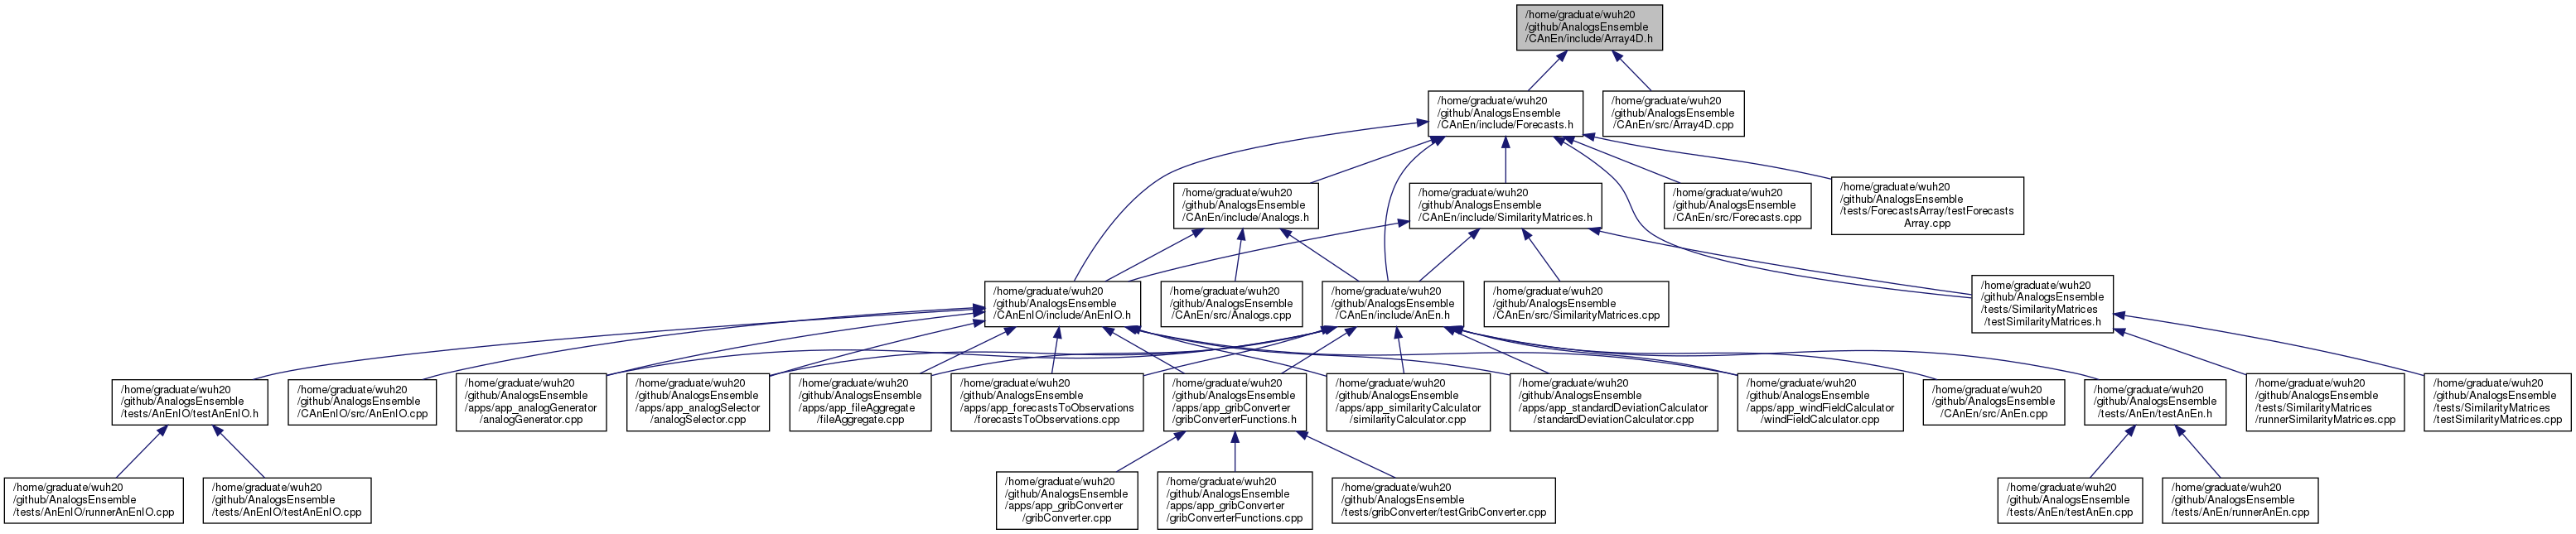 /home/graduate/wuh20
/github/AnalogsEnsemble
/CAnEn/include/Array4D.h
/home/graduate/wuh20
/github/AnalogsEnsemble
/CAnEn/include/Forecasts.h
/home/graduate/wuh20
/github/AnalogsEnsemble
/CAnEn/src/Array4D.cpp
/home/graduate/wuh20
/github/AnalogsEnsemble
/CAnEn/include/Analogs.h
/home/graduate/wuh20
/github/AnalogsEnsemble
/CAnEn/include/SimilarityMatrices.h
/home/graduate/wuh20
/github/AnalogsEnsemble
/CAnEn/src/Forecasts.cpp
/home/graduate/wuh20
/github/AnalogsEnsemble
/tests/ForecastsArray/testForecasts
Array.cpp
/home/graduate/wuh20
/github/AnalogsEnsemble
/CAnEnIO/include/AnEnIO.h
/home/graduate/wuh20
/github/AnalogsEnsemble
/CAnEn/src/Analogs.cpp
/home/graduate/wuh20
/github/AnalogsEnsemble
/CAnEn/include/AnEn.h
/home/graduate/wuh20
/github/AnalogsEnsemble
/CAnEn/src/SimilarityMatrices.cpp
/home/graduate/wuh20
/github/AnalogsEnsemble
/tests/SimilarityMatrices
/testSimilarityMatrices.h
/home/graduate/wuh20
/github/AnalogsEnsemble
/tests/AnEnIO/testAnEnIO.h
/home/graduate/wuh20
/github/AnalogsEnsemble
/CAnEnIO/src/AnEnIO.cpp
/home/graduate/wuh20
/github/AnalogsEnsemble
/apps/app_analogGenerator
/analogGenerator.cpp
/home/graduate/wuh20
/github/AnalogsEnsemble
/apps/app_analogSelector
/analogSelector.cpp
/home/graduate/wuh20
/github/AnalogsEnsemble
/apps/app_fileAggregate
/fileAggregate.cpp
/home/graduate/wuh20
/github/AnalogsEnsemble
/apps/app_forecastsToObservations
/forecastsToObservations.cpp
/home/graduate/wuh20
/github/AnalogsEnsemble
/apps/app_gribConverter
/gribConverterFunctions.h
/home/graduate/wuh20
/github/AnalogsEnsemble
/apps/app_similarityCalculator
/similarityCalculator.cpp
/home/graduate/wuh20
/github/AnalogsEnsemble
/apps/app_standardDeviationCalculator
/standardDeviationCalculator.cpp
/home/graduate/wuh20
/github/AnalogsEnsemble
/apps/app_windFieldCalculator
/windFieldCalculator.cpp
/home/graduate/wuh20
/github/AnalogsEnsemble
/CAnEn/src/AnEn.cpp
/home/graduate/wuh20
/github/AnalogsEnsemble
/tests/AnEn/testAnEn.h
/home/graduate/wuh20
/github/AnalogsEnsemble
/tests/SimilarityMatrices
/runnerSimilarityMatrices.cpp
/home/graduate/wuh20
/github/AnalogsEnsemble
/tests/SimilarityMatrices
/testSimilarityMatrices.cpp
/home/graduate/wuh20
/github/AnalogsEnsemble
/tests/AnEnIO/runnerAnEnIO.cpp
/home/graduate/wuh20
/github/AnalogsEnsemble
/tests/AnEnIO/testAnEnIO.cpp
/home/graduate/wuh20
/github/AnalogsEnsemble
/apps/app_gribConverter
/gribConverter.cpp
/home/graduate/wuh20
/github/AnalogsEnsemble
/apps/app_gribConverter
/gribConverterFunctions.cpp
/home/graduate/wuh20
/github/AnalogsEnsemble
/tests/gribConverter/testGribConverter.cpp
/home/graduate/wuh20
/github/AnalogsEnsemble
/tests/AnEn/testAnEn.cpp
/home/graduate/wuh20
/github/AnalogsEnsemble
/tests/AnEn/runnerAnEn.cpp